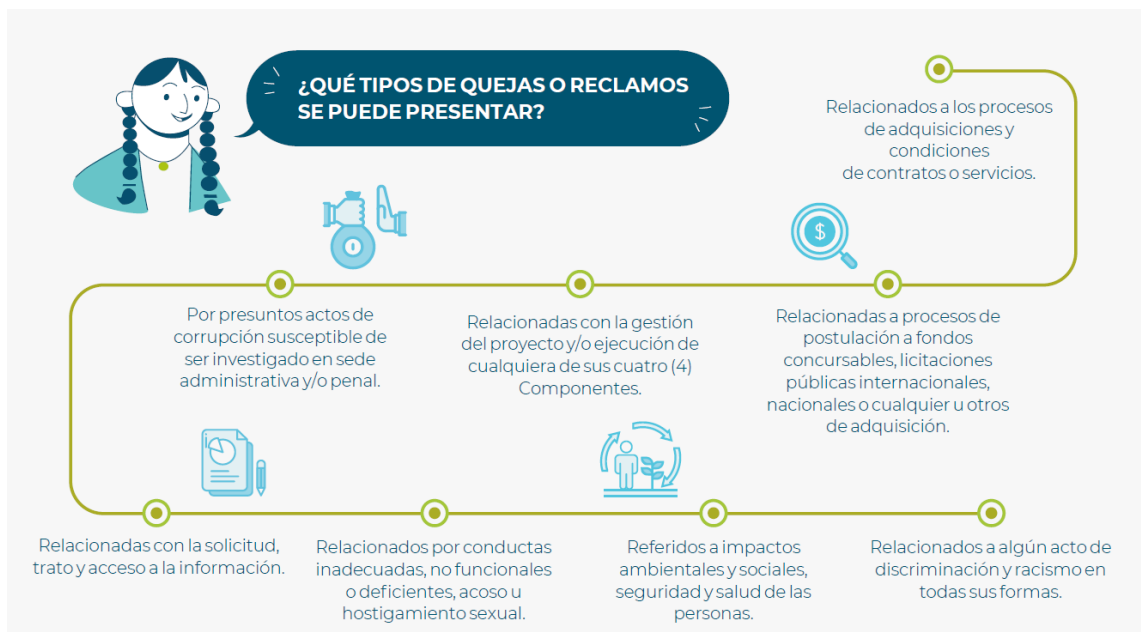 ¿QUÉ TIPOS DE QUEJAS O RECLAMOS
SE PUEDE PRESENTAR?
Relacionados a los procesos
de adquisiciones y
condiciones
de contratos o servicios.
$
Relacionadas a procesos de
postulación a fondos
concursables, licitaciones
públicas internacionales,
nacionales o cualquier u otros
de adquisición.
Relacionadas con la gestión
del proyecto y/o ejecución de
cualquiera de sus cuatro (4)
Componentes.
Por presuntos actos de
corrupción susceptible de
ser investigado en sede
administrativa y/o penal.
Relacionadas con la solicitud,
trato y acceso a la información.
Relacionados por conductas
inadecuadas, no funcionales
o deficientes, acoso u
hostigamiento sexual.
Referidos a impactos
ambientales y sociales,
seguridad y salud de las
personas.
Relacionados a algún acto de
discriminación y racismo en
todas sus formas.